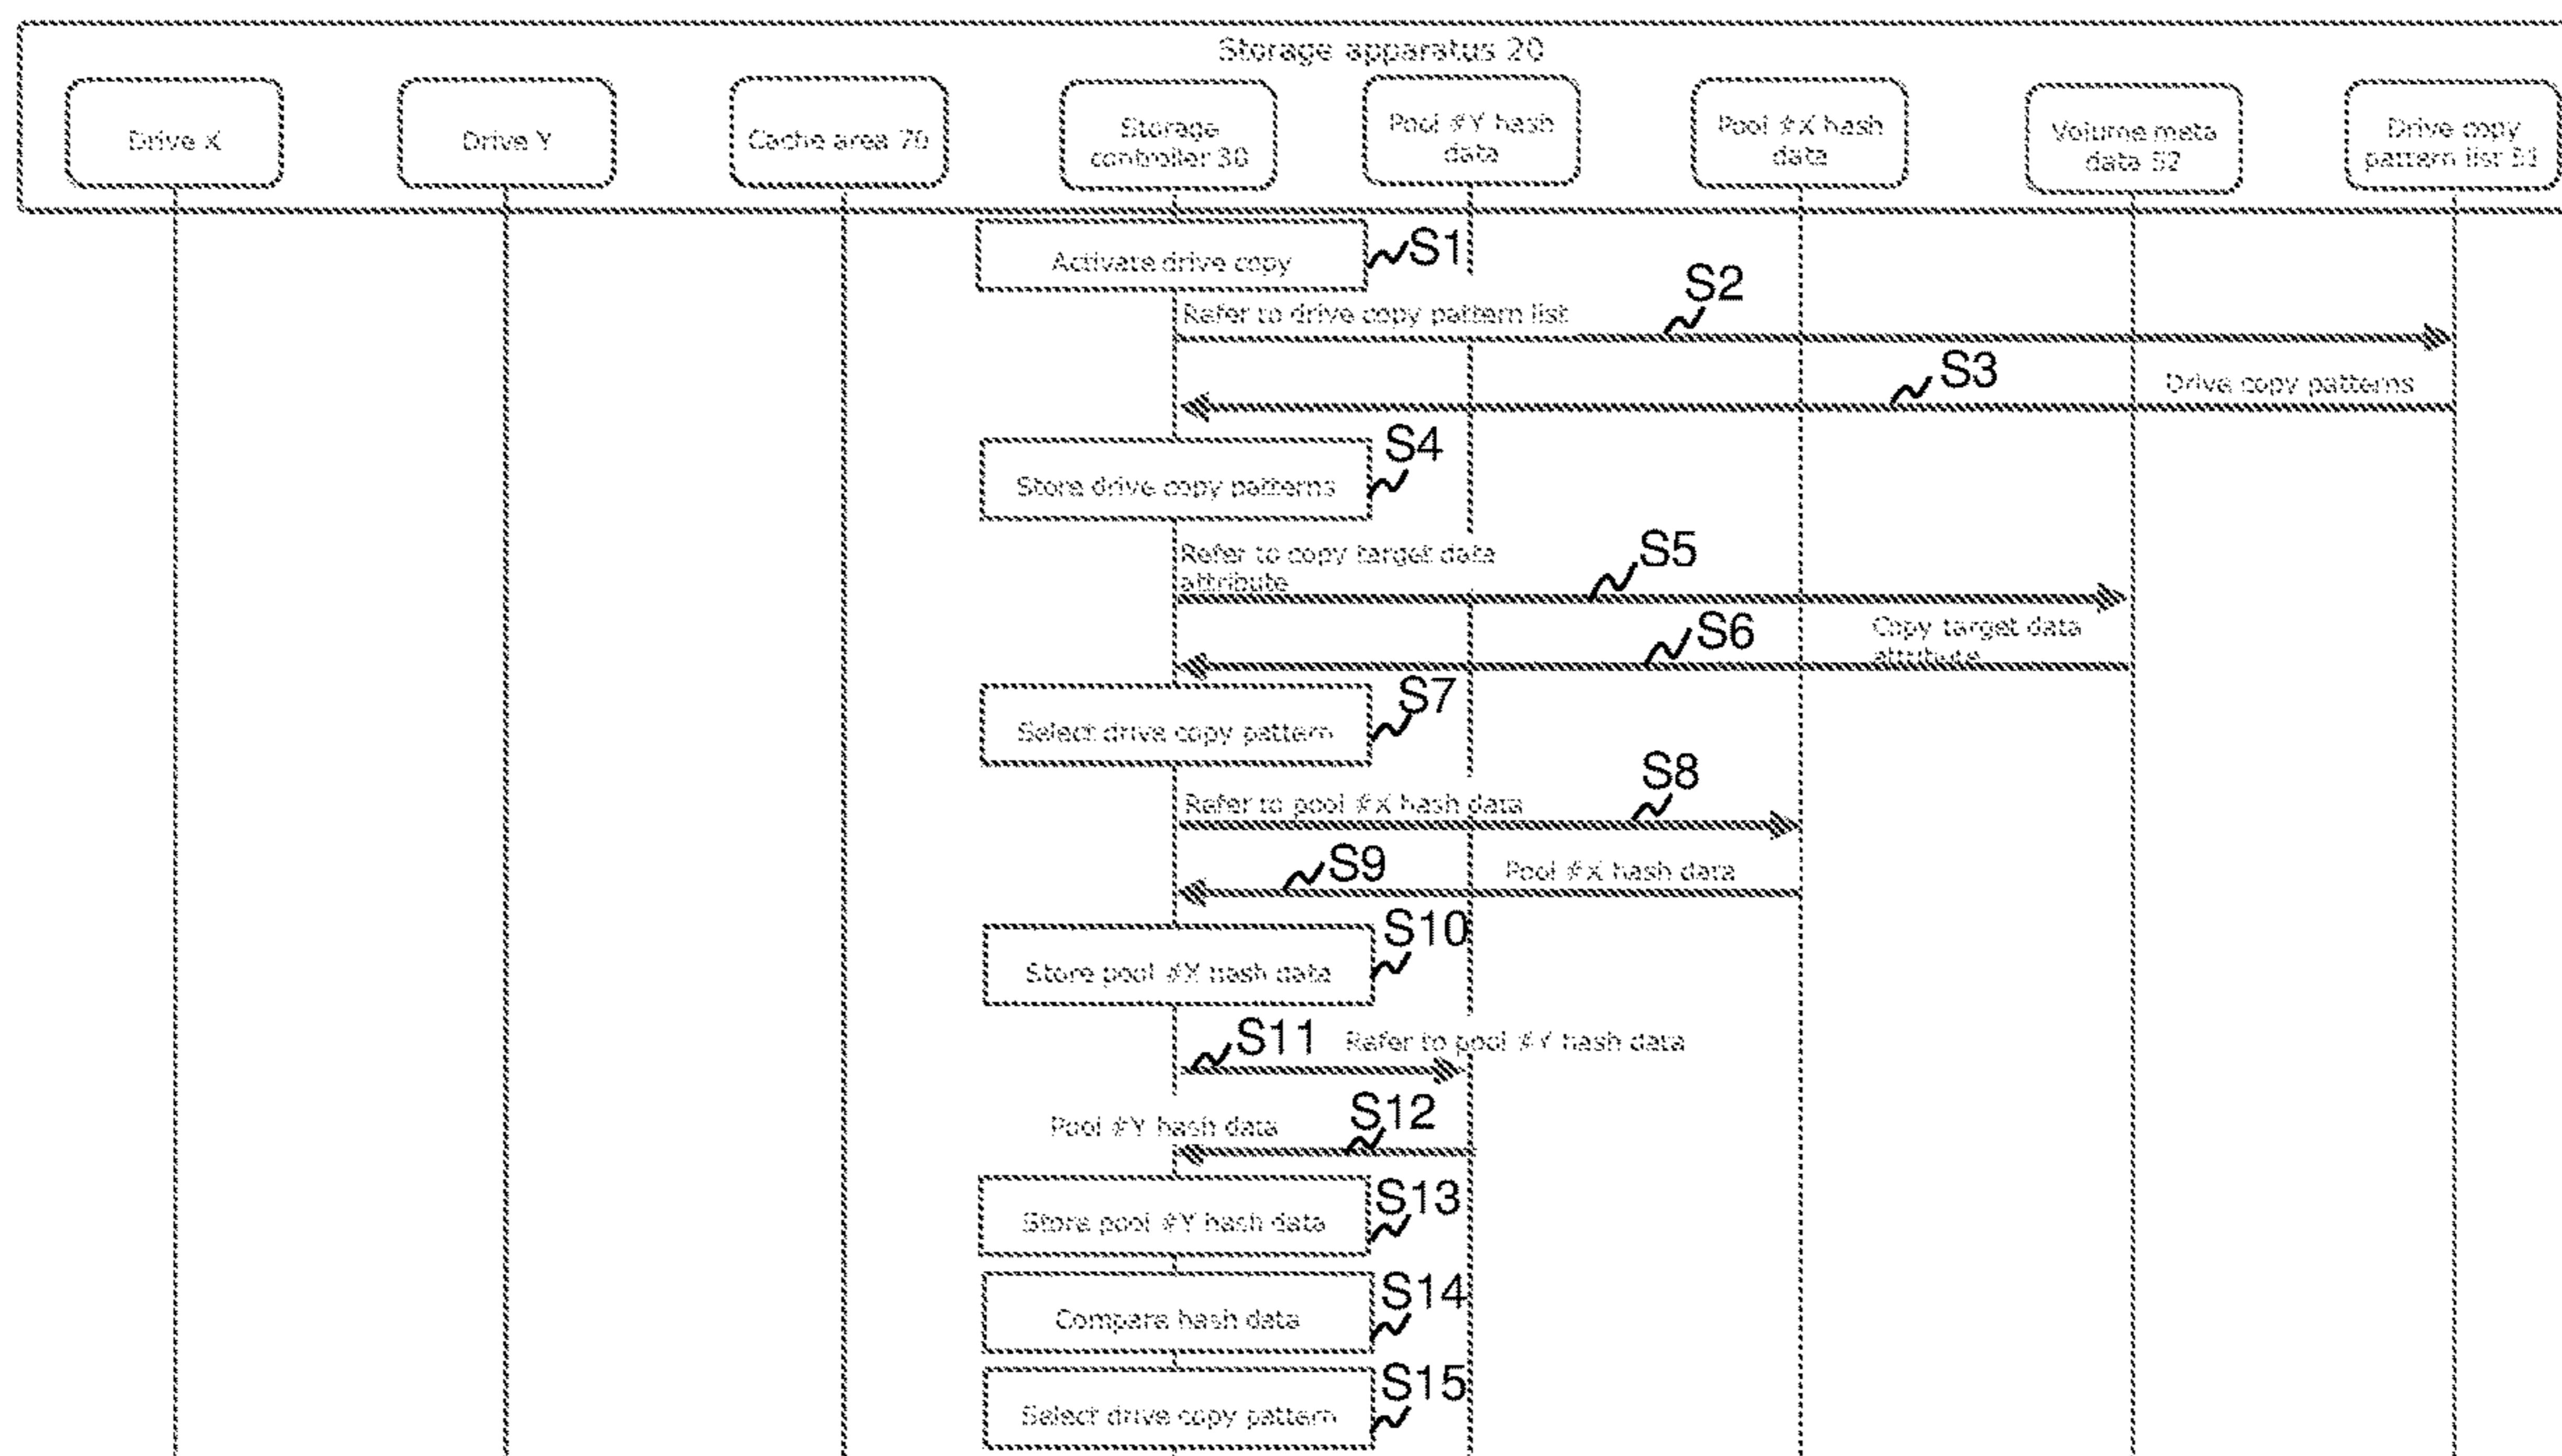 Storage apparatus 20
Drive X
Drive Y
Cache area 70
Storage
controller 30
Pool #Y hash
data
Pool #X hash
data
Volume meta
data 52
Drive copy
pattern list 51
Activate drive copy
S1
S2
Refer to drive copy pattern list
S3
Drive copy patterns
S4
Store drive copy patterns
S5
Refer to copy target data
attribute
S6
Copy target data
attribute
S7
Select drive copy pattern
S8
Refer to pool #X hash data
S9
Pool #X hash data
S10
Store pool #X hash data
S11
Refer to pool #Y hash data
S12
Pool #Y hash data
S13
Store pool #Y hash data
S14
Compare hash data
S15
Select drive copy pattern